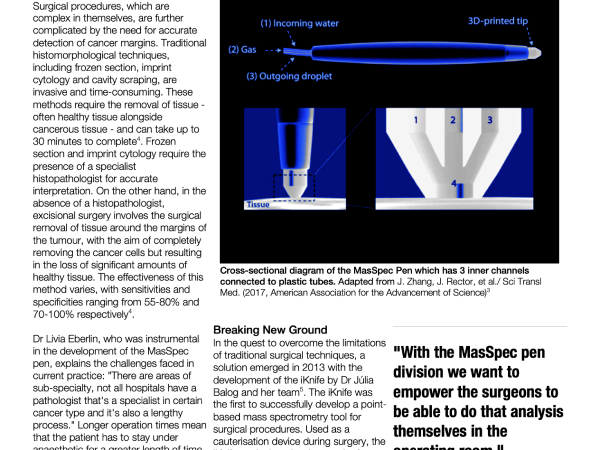 Surgical procedures, which are
complex in themselves, are further
complicated by the need for accurate
detection of cancer margins. Traditional
histomorphological techniques,
including frozen section, imprint
cytology and cavity scraping, are
invasive and time-consuming. These
methods require the removal of tissue -
often healthy tissue alongside
cancerous tissue - and can take up to
30 minutes to complete⁴. Frozen
section and imprint cytology require the
presence of a specialist
histopathologist for accurate
interpretation. On the other hand, in the
absence of a histopathologist,
excisional surgery involves the surgical
removal of tissue around the margins of
the tumour, with the aim of completely
removing the cancer cells but resulting
in the loss of significant amounts of
healthy tissue. The effectiveness of this
method varies, with sensitivities and
specificities ranging from 55-80% and
70-100% respectively⁴.
Dr Livia Eberlin, who was instrumental
in the development of the MasSpec
pen, explains the challenges faced in
current practice: "There are areas of
sub-specialty, not all hospitals have a
pathologist that's a specialist in certain
cancer type and it's also a lengthy
process." Longer operation times mean
that the patient has to stay under
anaesthetic for a greater length of time
(1) Incoming water
3D-printed tip
(2) Gas
(3) Outgoing droplet
1 2 3
4
Tissue
Cross-sectional diagram of the MasSpec Pen which has 3 inner channels
connected to plastic tubes. Adapted from J. Zhang, J. Rector, et al./ Sci Transl
Med. (2017, American Association for the Advancement of Science)³
Breaking New Ground
In the quest to overcome the limitations
of traditional surgical techniques, a
solution emerged in 2013 with the
development of the iKnife by Dr Júlia
Balog and her team⁵. The iKnife was
the first to successfully develop a point-
based mass spectrometry tool for
surgical procedures. Used as a
cauterisation device during surgery, the
"With the MasSpec pen
division we want to
empower the surgeons to
be able to do that analysis
themselves in the
operating room."